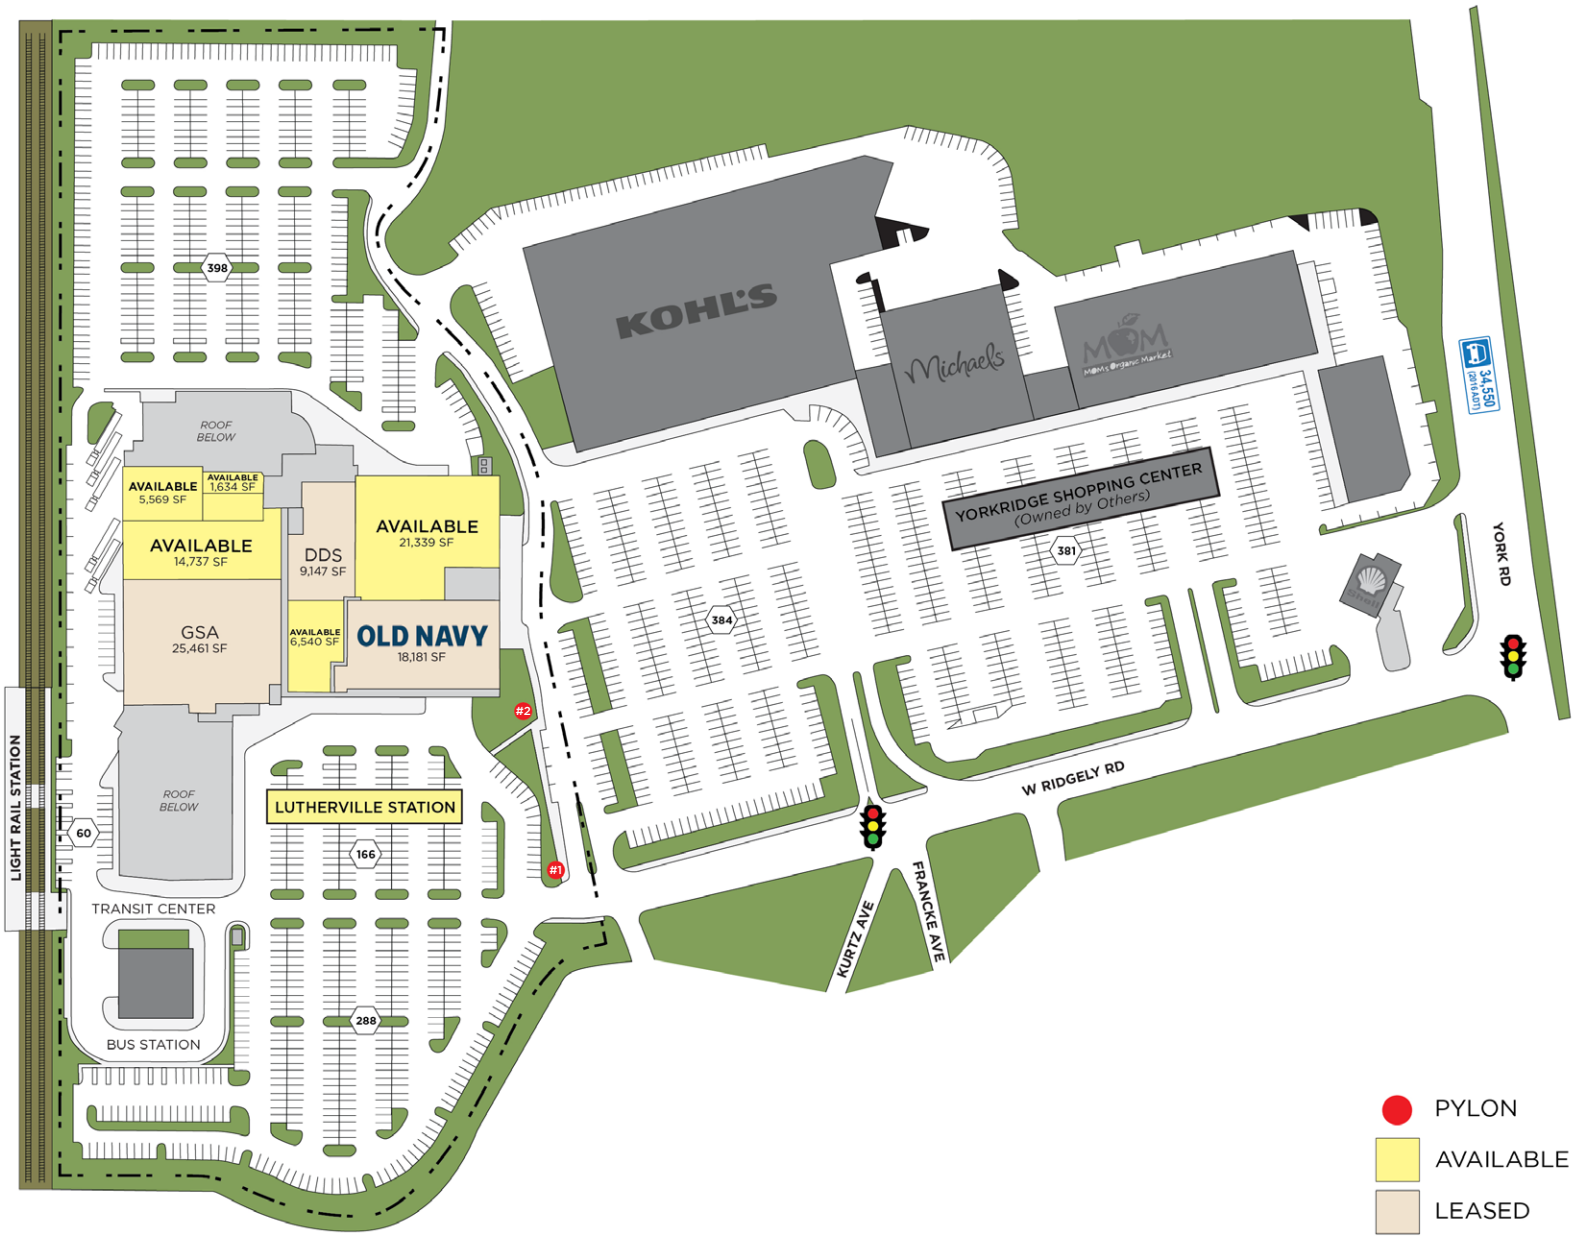 398
KOHL'S
Michaels
MOM
MOM's Organic Market
34,550
(2016 ADT)
ROOF
BELOW
AVAILABLE
5,569 SF
AVAILABLE
1,634 SF
AVAILABLE
14,737 SF
DDS
9,147 SF
AVAILABLE
21,339 SF
GSA
25,461 SF
AVAILABLE
6,540 SF
OLD NAVY
18,181 SF
YORKRIDGE SHOPPING CENTER
(Owned by Others)
381
384
YORK RD
#2
#1
W RIDGELY RD
LIGHT RAIL STATION
ROOF
BELOW
60
LUTHERVILLE STATION
166
TRANSIT CENTER
KURTZ AVE
FRANCKE AVE
288
BUS STATION
PYLON
AVAILABLE
LEASED